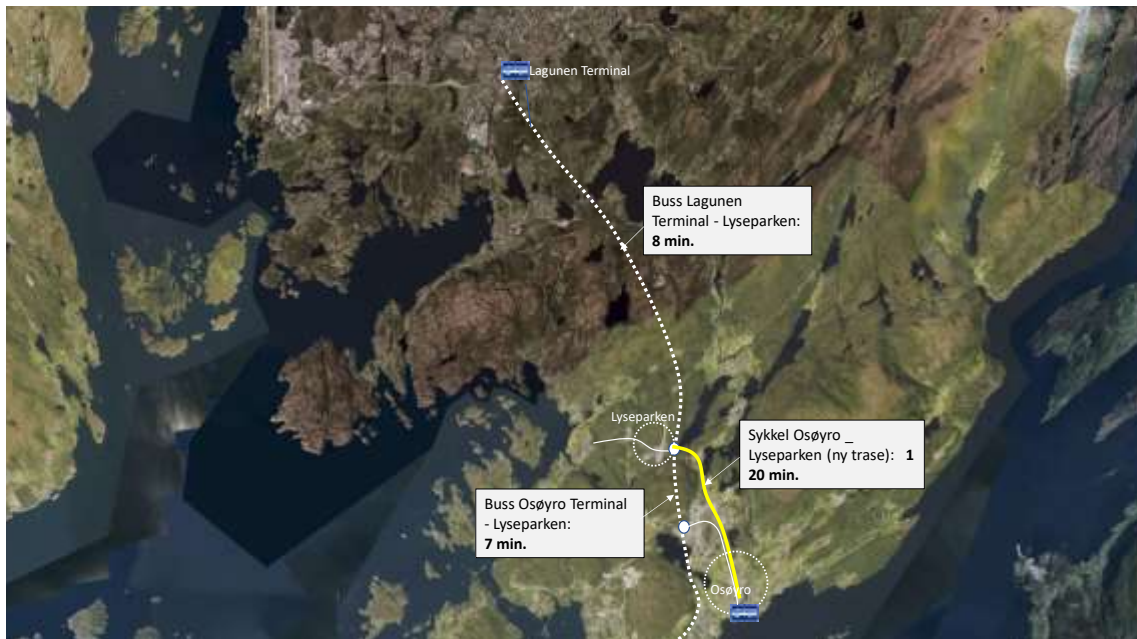 Lagunen Terminal
Buss Lagunen
Terminal - Lyseparken:
8 min.
Lyseparken
Sykkel Osøyro _
Lyseparken (ny trase): 1
20 min.
Buss Osøyro Terminal
- Lyseparken:
7 min.
Osøyro